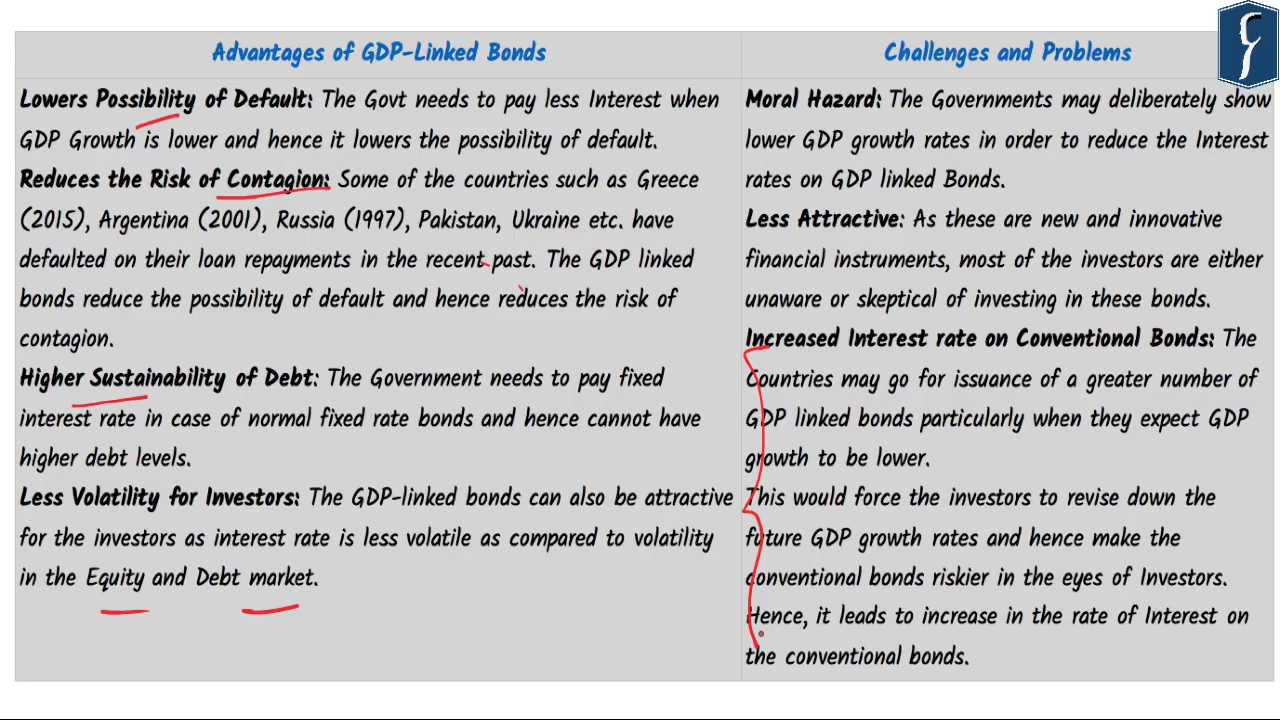 Advantages of GDP-Linked Bonds
Lowers Possibility of Default: The Govt needs to pay less Interest when
GDP Growth is lower and hence it lowers the possibility of default.
Reduces the Risk of Contagion: Some of the countries such as Greece
(2015), Argentina (2001), Russia (1997), Pakistan, Ukraine etc. have
defaulted on their loan repayments in the recent past. The GDP linked
bonds reduce the possibility of default and hence reduces the risk of
contagion.
Higher Sustainability of Debt: The Government needs to pay fixed
interest rate in case of normal fixed rate bonds and hence cannot have
higher debt levels.
Less Volatility for Investors: The GDP-linked bonds can also be attractive
for the investors as interest rate is less volatile as compared to volatility
in the Equity and Debt market.
Challenges and Problems
Moral Hazard: The Governments may deliberately show
lower GDP growth rates in order to reduce the Interest
rates on GDP linked Bonds.
Less Attractive: As these are new and innovative
financial instruments, most of the investors are either
unaware or skeptical of investing in these bonds.
Increased Interest rate on Conventional Bonds: The
Countries may go for issuance of a greater number of
GDP linked bonds particularly when they expect GDP
growth to be lower.
This would force the investors to revise down the
future GDP growth rates and hence make the
conventional bonds riskier in the eyes of Investors.
Hence, it leads to increase in the rate of Interest on
the conventional bonds.